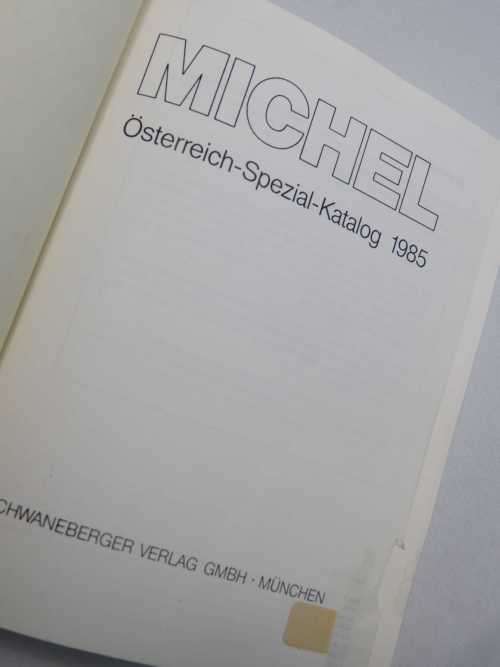 MICHEL
Österreich-Spezial-Katalog 1985
CHWANEBERGER VERLAG GMBH · MÜNCHEN